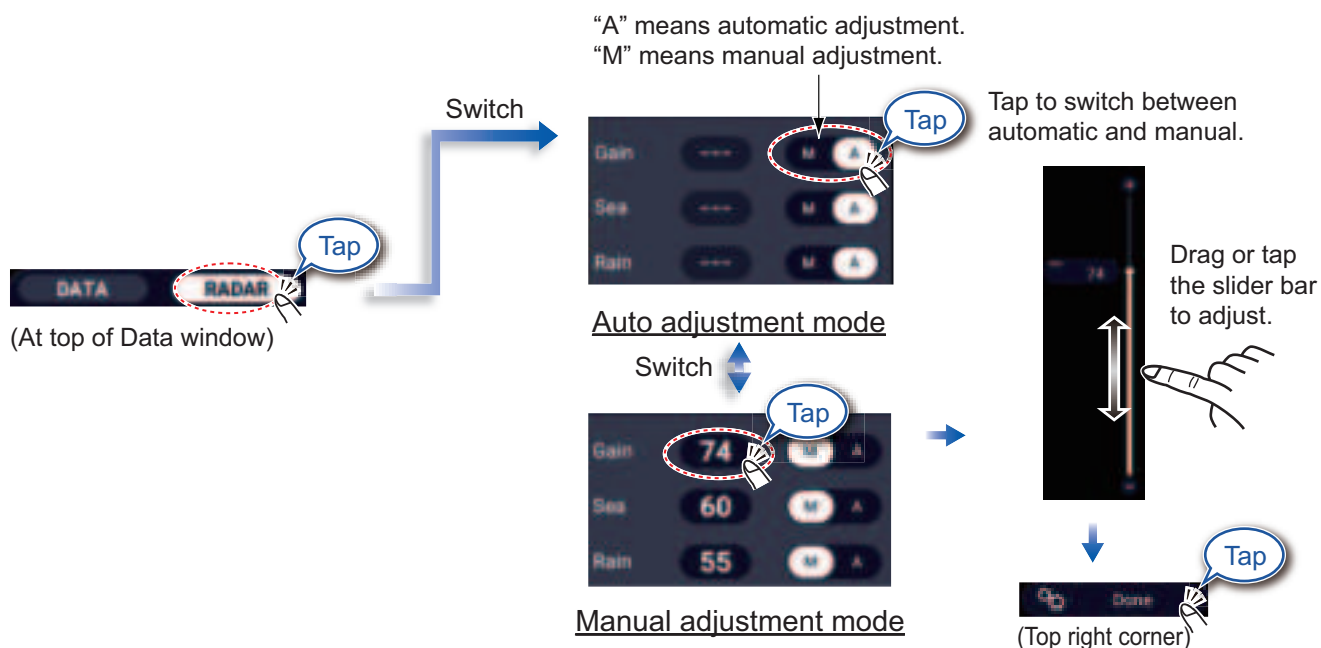 “A” means automatic adjustment.
“M” means manual adjustment.
Switch
Tap
Tap to switch between
automatic and manual.
Gain --- M A
Sea --- M A
Rain --- M A
Tap
DATA RADAR
(At top of Data window)
Auto adjustment mode
Switch
74
Drag or tap
the slider bar
to adjust.
Tap
Gain 74 M A
Sea 60 M A
Rain 55 M A
Manual adjustment mode
Tap
Done
(Top right corner)